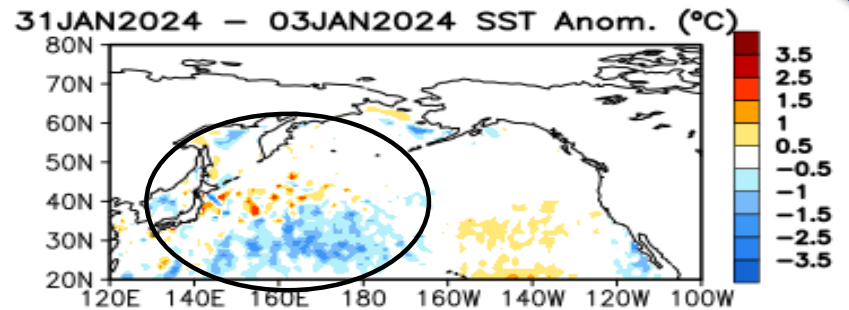 31JAN2024 – 03JAN2024 SST Anom. (°C)
80N
70N
60N
50N
40N
30N
20N
120E 140E 160E 180 160W 140W 120W 100W
3.5
2.5
1.5
1
0.5
−0.5
−1
−1.5
−2.5
−3.5